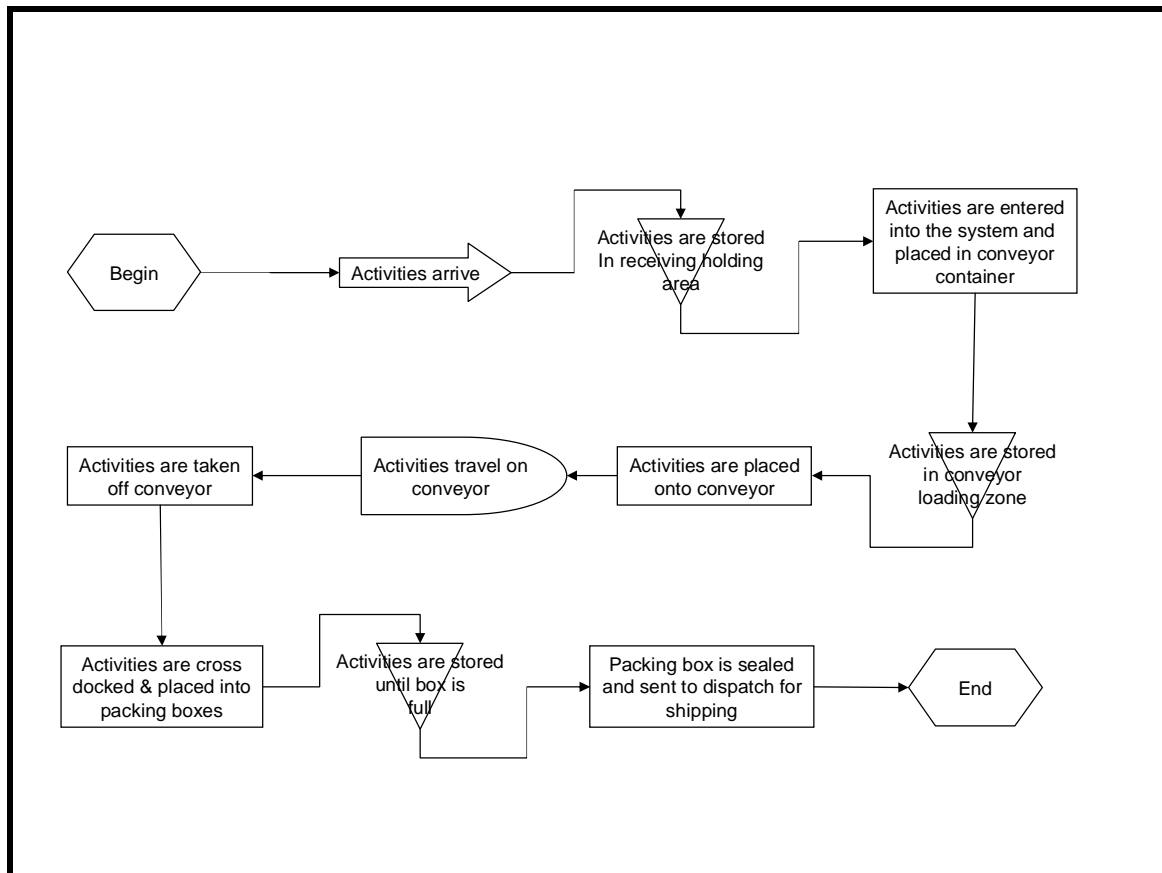 Begin
Activities arrive
Activities are stored
In receiving holding
area
Activities are entered
into the system and
placed in conveyor
container
Activities are stored
in conveyor
loading zone
Activities are placed
onto conveyor
Activities travel on
conveyor
Activities are taken
off conveyor
Activities are cross
docked & placed into
packing boxes
Activities are stored
until box is
full
Packing box is sealed
and sent to dispatch for
shipping
End